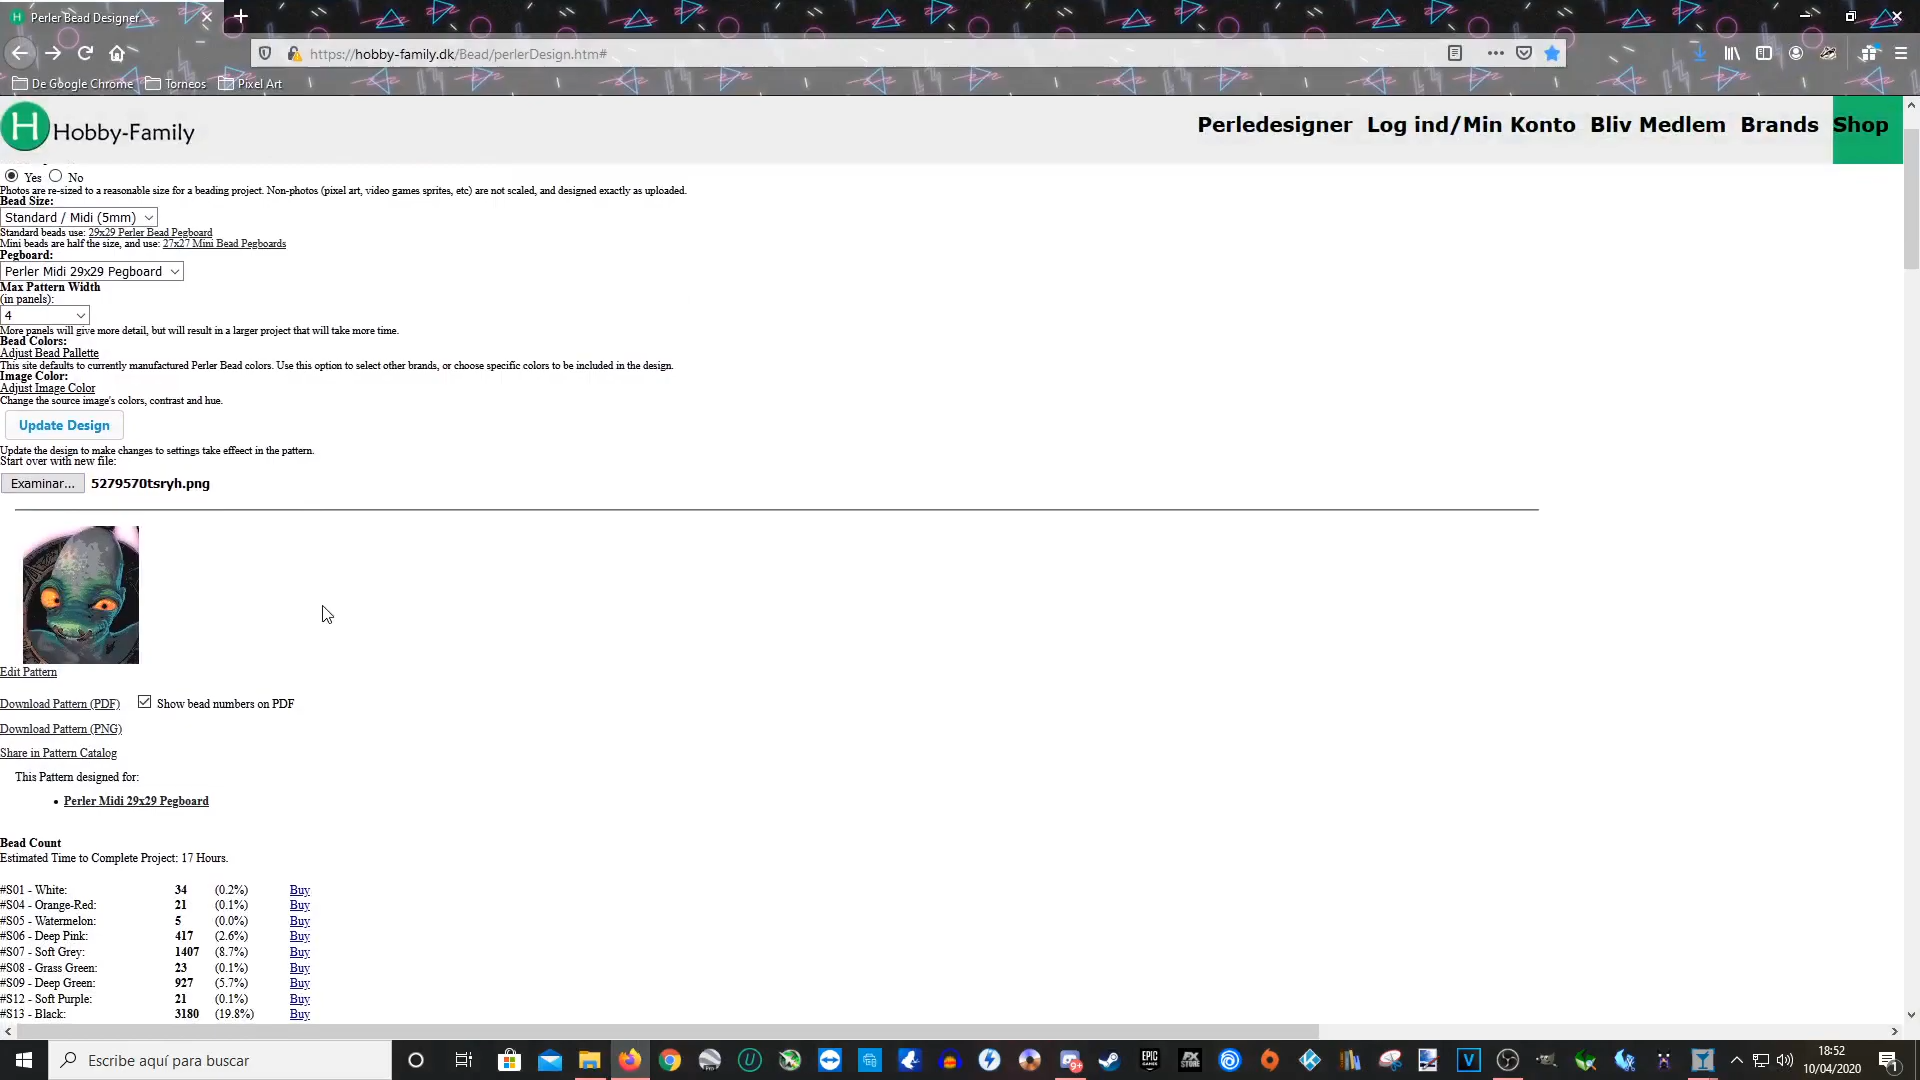 Perler Bead Designer
https://hobby-family.dk/Bead/perlerDesign.htm#
De Google Chrome Torneos Pixel Art
H Hobby-Family
Perledesigner Log ind/Min Konto Bliv Medlem Brands Shop
Yes No
Photos are re-sized to a reasonable size for a beading project. Non-photos (pixel art, video games sprites, etc) are not scaled, and designed exactly as uploaded.
Bead Size:
Standard / Midi (5mm)
Standard beads use: 29x29 Perler Bead Pegboard
Mini beads are half the size, and use: 27x27 Mini Bead Pegboards
Pegboard:
Perler Midi 29x29 Pegboard
Max Pattern Width
(in panels):
4
More panels will give more detail, but will result in a larger project that will take more time.
Bead Colors:
Adjust Bead Pallette
This site defaults to currently manufactured Perler Bead colors. Use this option to select other brands, or choose specific colors to be included in the design.
Image Color:
Adjust Image Color
Change the source image's colors, contrast and hue.
Update Design
Update the design to make changes to settings take effeect in the pattern.
Start over with new file:
Examinar... 5279570tsryh.png
Edit Pattern
Download Pattern (PDF) Show bead numbers on PDF
Download Pattern (PNG)
Share in Pattern Catalog
This Pattern designed for:
• Perler Midi 29x29 Pegboard
Bead Count
Estimated Time to Complete Project: 17 Hours.
#S01 - White: 34 (0.2%) Buy
#S04 - Orange-Red: 21 (0.1%) Buy
#S05 - Watermelon: 5 (0.0%) Buy
#S06 - Deep Pink: 417 (2.6%) Buy
#S07 - Soft Grey: 1407 (8.7%) Buy
#S08 - Grass Green: 23 (0.1%) Buy
#S09 - Deep Green: 927 (5.7%) Buy
#S12 - Soft Purple: 21 (0.1%) Buy
#S13 - Black: 3180 (19.8%) Buy
Escribe aquí para buscar
18:52
10/04/2020